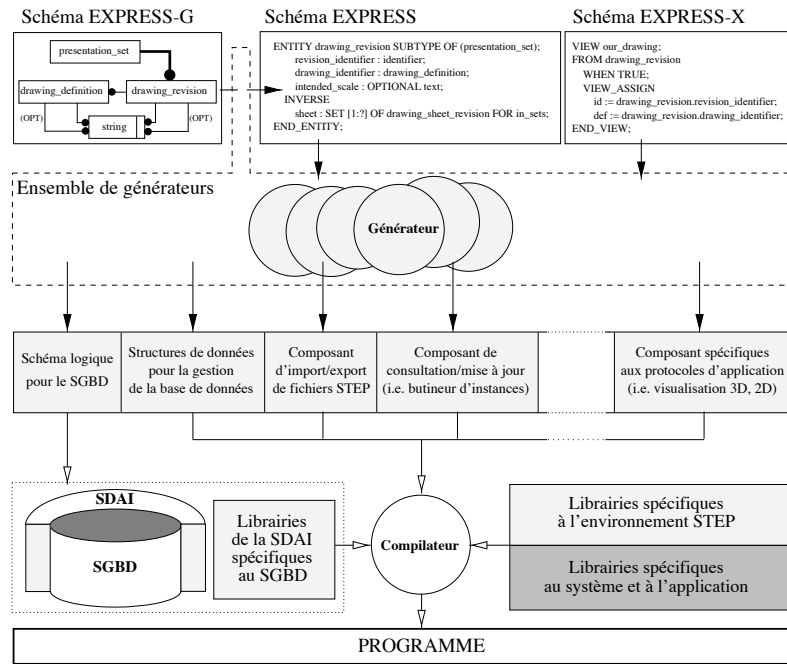 Schéma EXPRESS-G
Schéma EXPRESS
Schéma EXPRESS-X
presentation_set
drawing_definition
drawing_revision
(OPT)
(OPT)
string
ENTITY drawing_revision SUBTYPE OF (presentation_set);
revision_identifier : identifier;
drawing_identifier : drawing_definition;
intended_scale : OPTIONAL text;
INVERSE
sheet : SET [1:?] OF drawing_sheet_revision FOR in_sets;
END_ENTITY;
VIEW our_drawing;
FROM drawing_revision
WHEN TRUE;
VIEW_ASSIGN
id := drawing_revision.revision_identifier;
def := drawing_revision.drawing_identifier;
END_VIEW;
Ensemble de générateurs
Générateur
Schéma logique
pour le SGBD
Structures de données
pour la gestion
de la base de données
Composant
d'import/export
de fichiers STEP
Composant de
consultation/mise à jour
(i.e. butineur d'instances)
Composant spécifiques
aux protocoles d'application
(i.e. visualisation 3D, 2D)
SDAI
SGBD
Librairies
de la SDAI
spécifiques
au SGBD
Compilateur
Librairies spécifiques
à l'environnement STEP
Librairies spécifiques
au système et à l'application
PROGRAMME